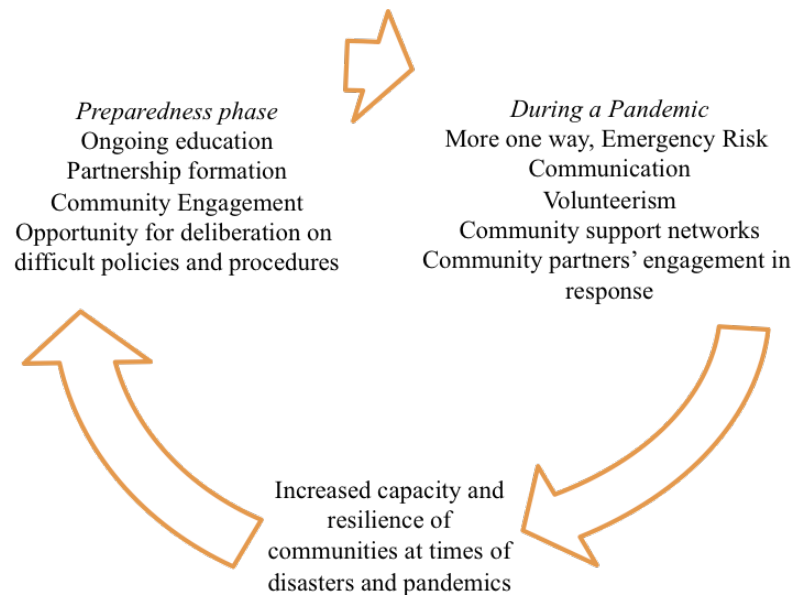 Preparedness phase
Ongoing education
Partnership formation
Community Engagement
Opportunity for deliberation on
difficult policies and procedures
During a Pandemic
More one way, Emergency Risk
Communication
Volunteerism
Community support networks
Community partners’ engagement in
response
Increased capacity and
resilience of
communities at times of
disasters and pandemics